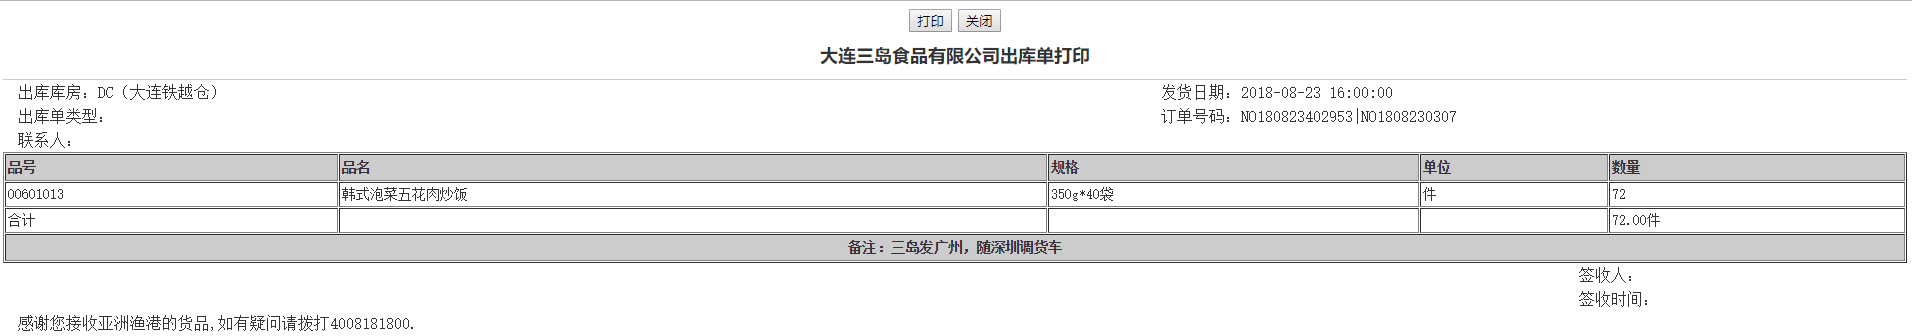 打印 关闭
大连三岛食品有限公司出库单打印
出库库房：DC（大连铁越仓） 发货日期：2018-08-23 16:00:00
出库单类型： 订单号码：NO180823402953|NO1808230307
联系人：
品号 品名 规格 单位 数量
00601013 韩式泡菜五花肉炒饭 350g*40袋 件 72
合计 72.00件
备注：三岛发广州，随深圳调货车
签收人：
签收时间：
感谢您接收亚洲渔港的货品,如有疑问请拨打4008181800.